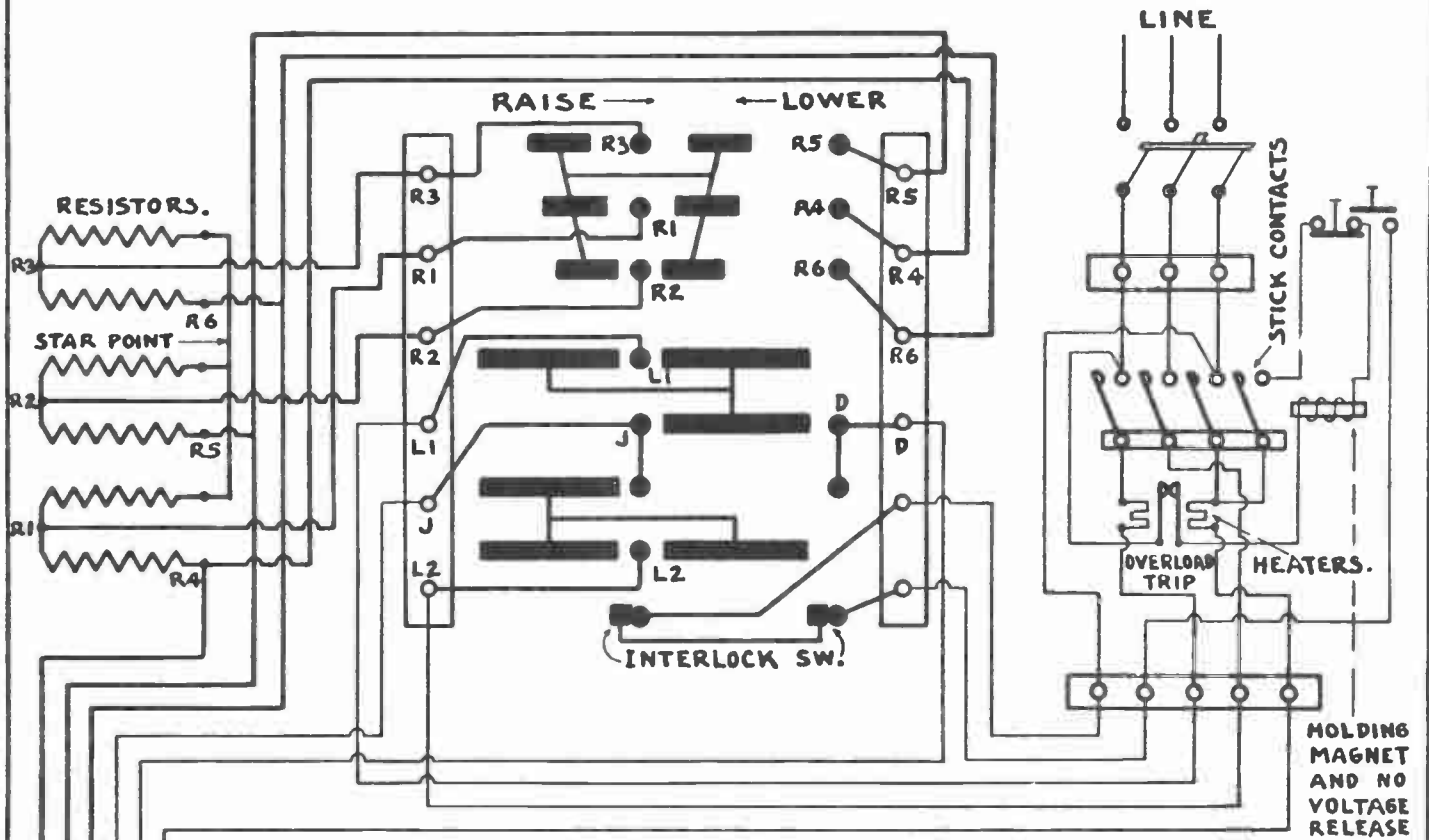 LINE
RAISE
LOWER
R3
R5
R3
R5
STICK CONTACTS
RESISTORS.
R1
R4
R1
R4
R3
R2
R6
R6
STAR POINT
R2
R6
L1
R2
D
R5
L1
J
D
J
R1
L2
L2
R4
OVERLOAD
TRIP
HEATERS.
INTERLOCK SW.
HOLDING
MAGNET
AND NO
VOLTAGE
RELEASE